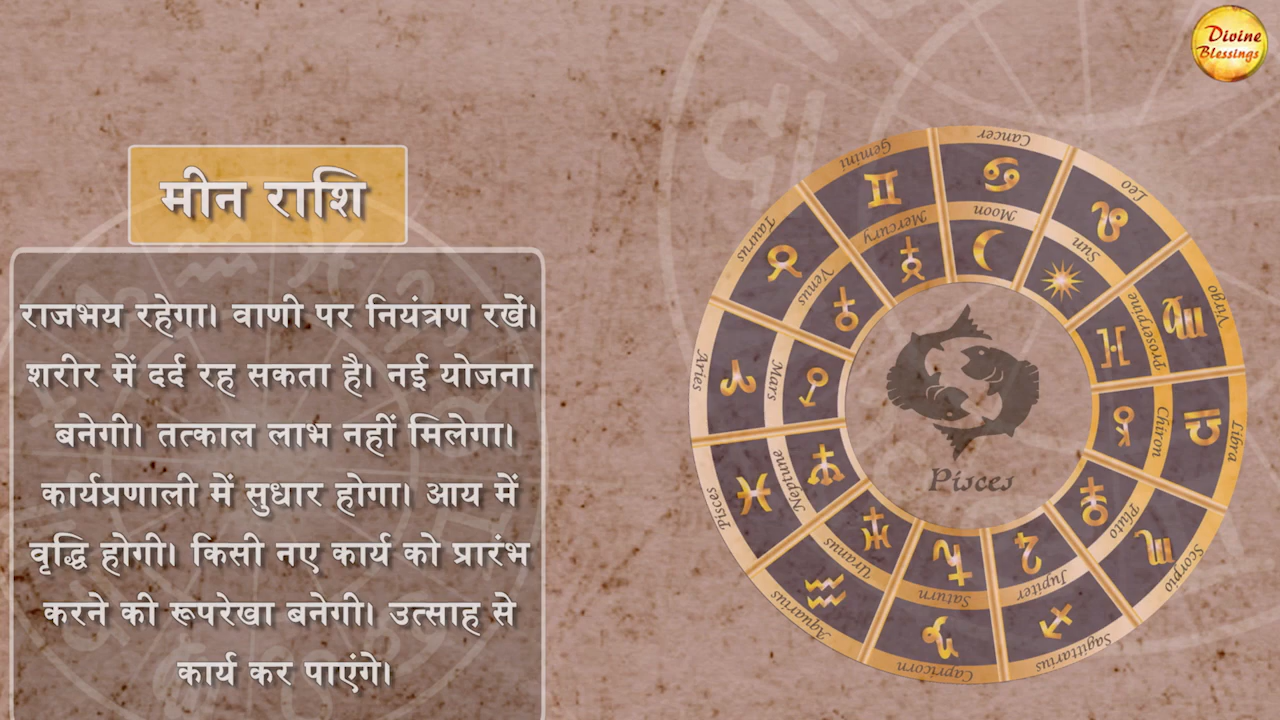 Divine
Blessings
मीन राशि
राजभय रहेगा। वाणी पर नियंत्रण रखें।
शरीर में दर्द रह सकता है। नई योजना
बनेगी। तत्काल लाभ नहीं मिलेगा।
कार्यप्रणाली में सुधार होगा। आय में
वृद्धि होगी। किसी नए कार्य को प्रारंभ
करने की रूपरेखा बनेगी। उत्साह से
कार्य कर पाएंगे।
Cancer
Leo
Virgo
Libra
Scorpio
Sagittarius
Capricorn
Aquarius
Pisces
Aries
Taurus
Gemini
Moon
Sun
Proserpine
Chiron
Pluto
Jupiter
Saturn
Uranus
Neptune
Mars
Venus
Mercury
Pisces